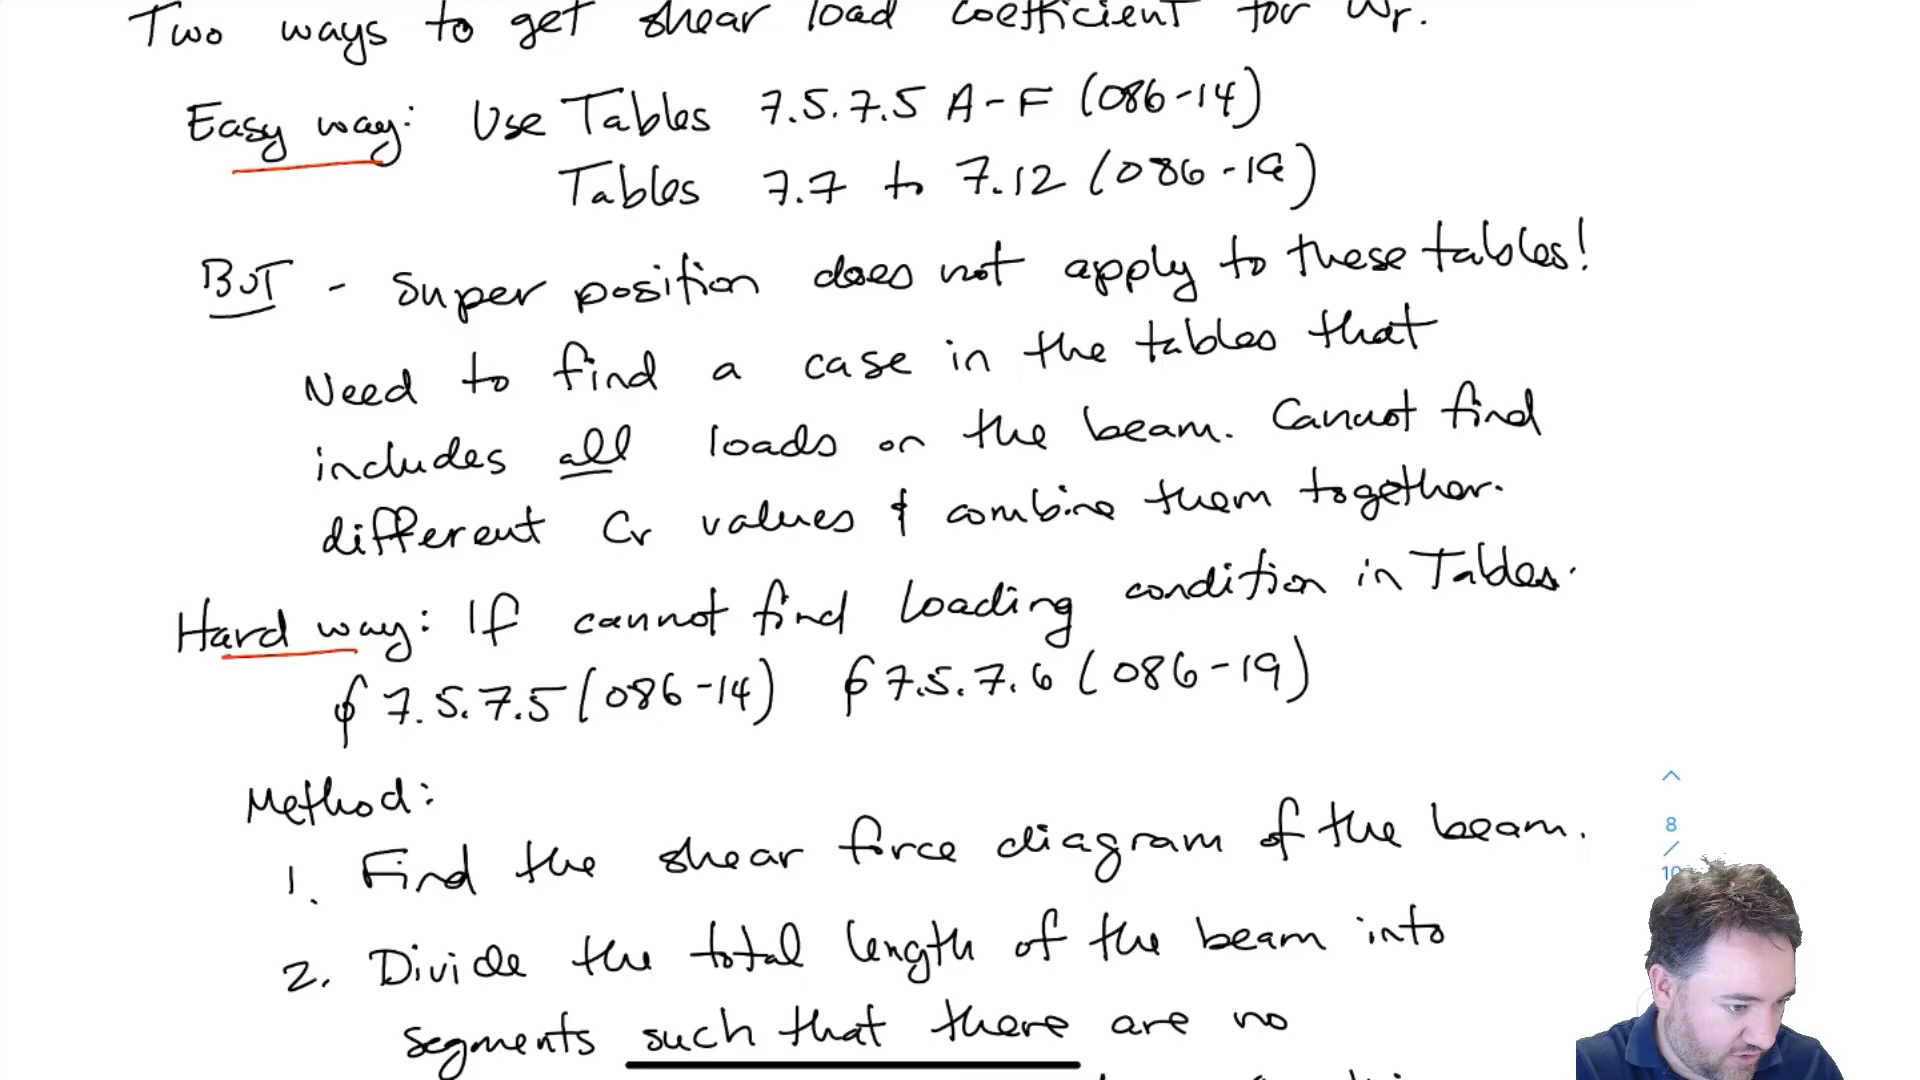 Two ways to get shear load coefficient for Wr.
Easy way: Use Tables 7.5.7.5 A-F (086-14)
Tables 7.7 to 7.12 (086-19)
BUT - Super position does not apply to these tables!
Need to find a case in the tables that
includes all loads on the beam. Cannot find
different Cv values & combine them together.
Hard way: If cannot find loading condition in Tables.
§ 7.5.7.5 (086-14) § 7.5.7.6 (086-19)
Method:
1. Find the shear force diagram of the beam.
8
/
10
2. Divide the total length of the beam into
segments such that there are no